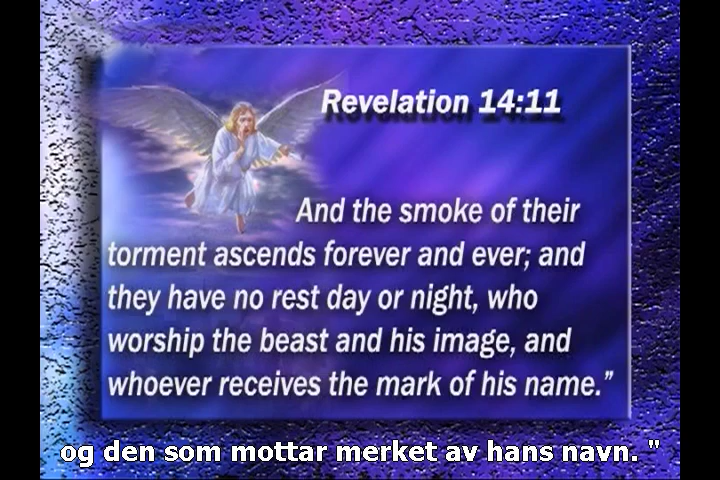 Revelation 14:11
And the smoke of their
torment ascends forever and ever; and
they have no rest day or night, who
worship the beast and his image, and
whoever receives the mark of his name.”
og den som mottar merket av hans navn. "